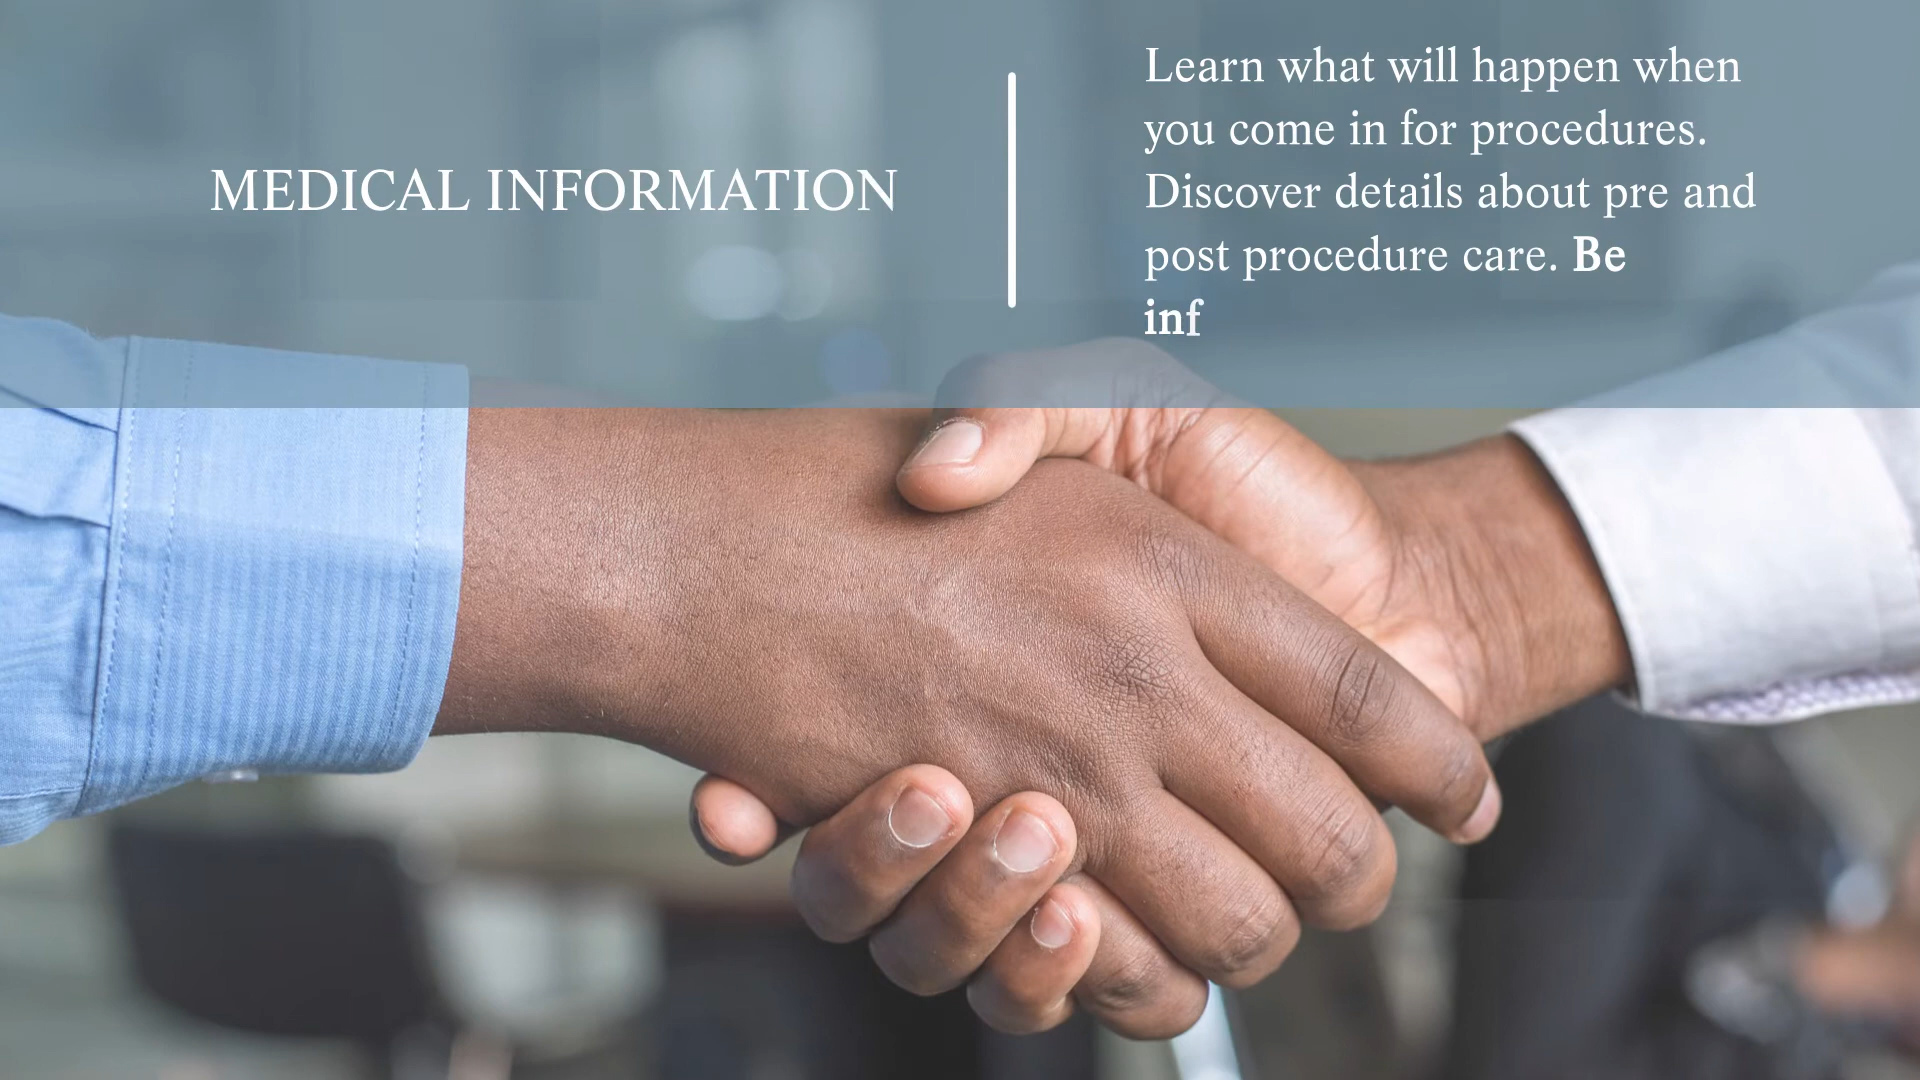 MEDICAL INFORMATION
Learn what will happen when
you come in for procedures.
Discover details about pre and
post procedure care. Be
inf